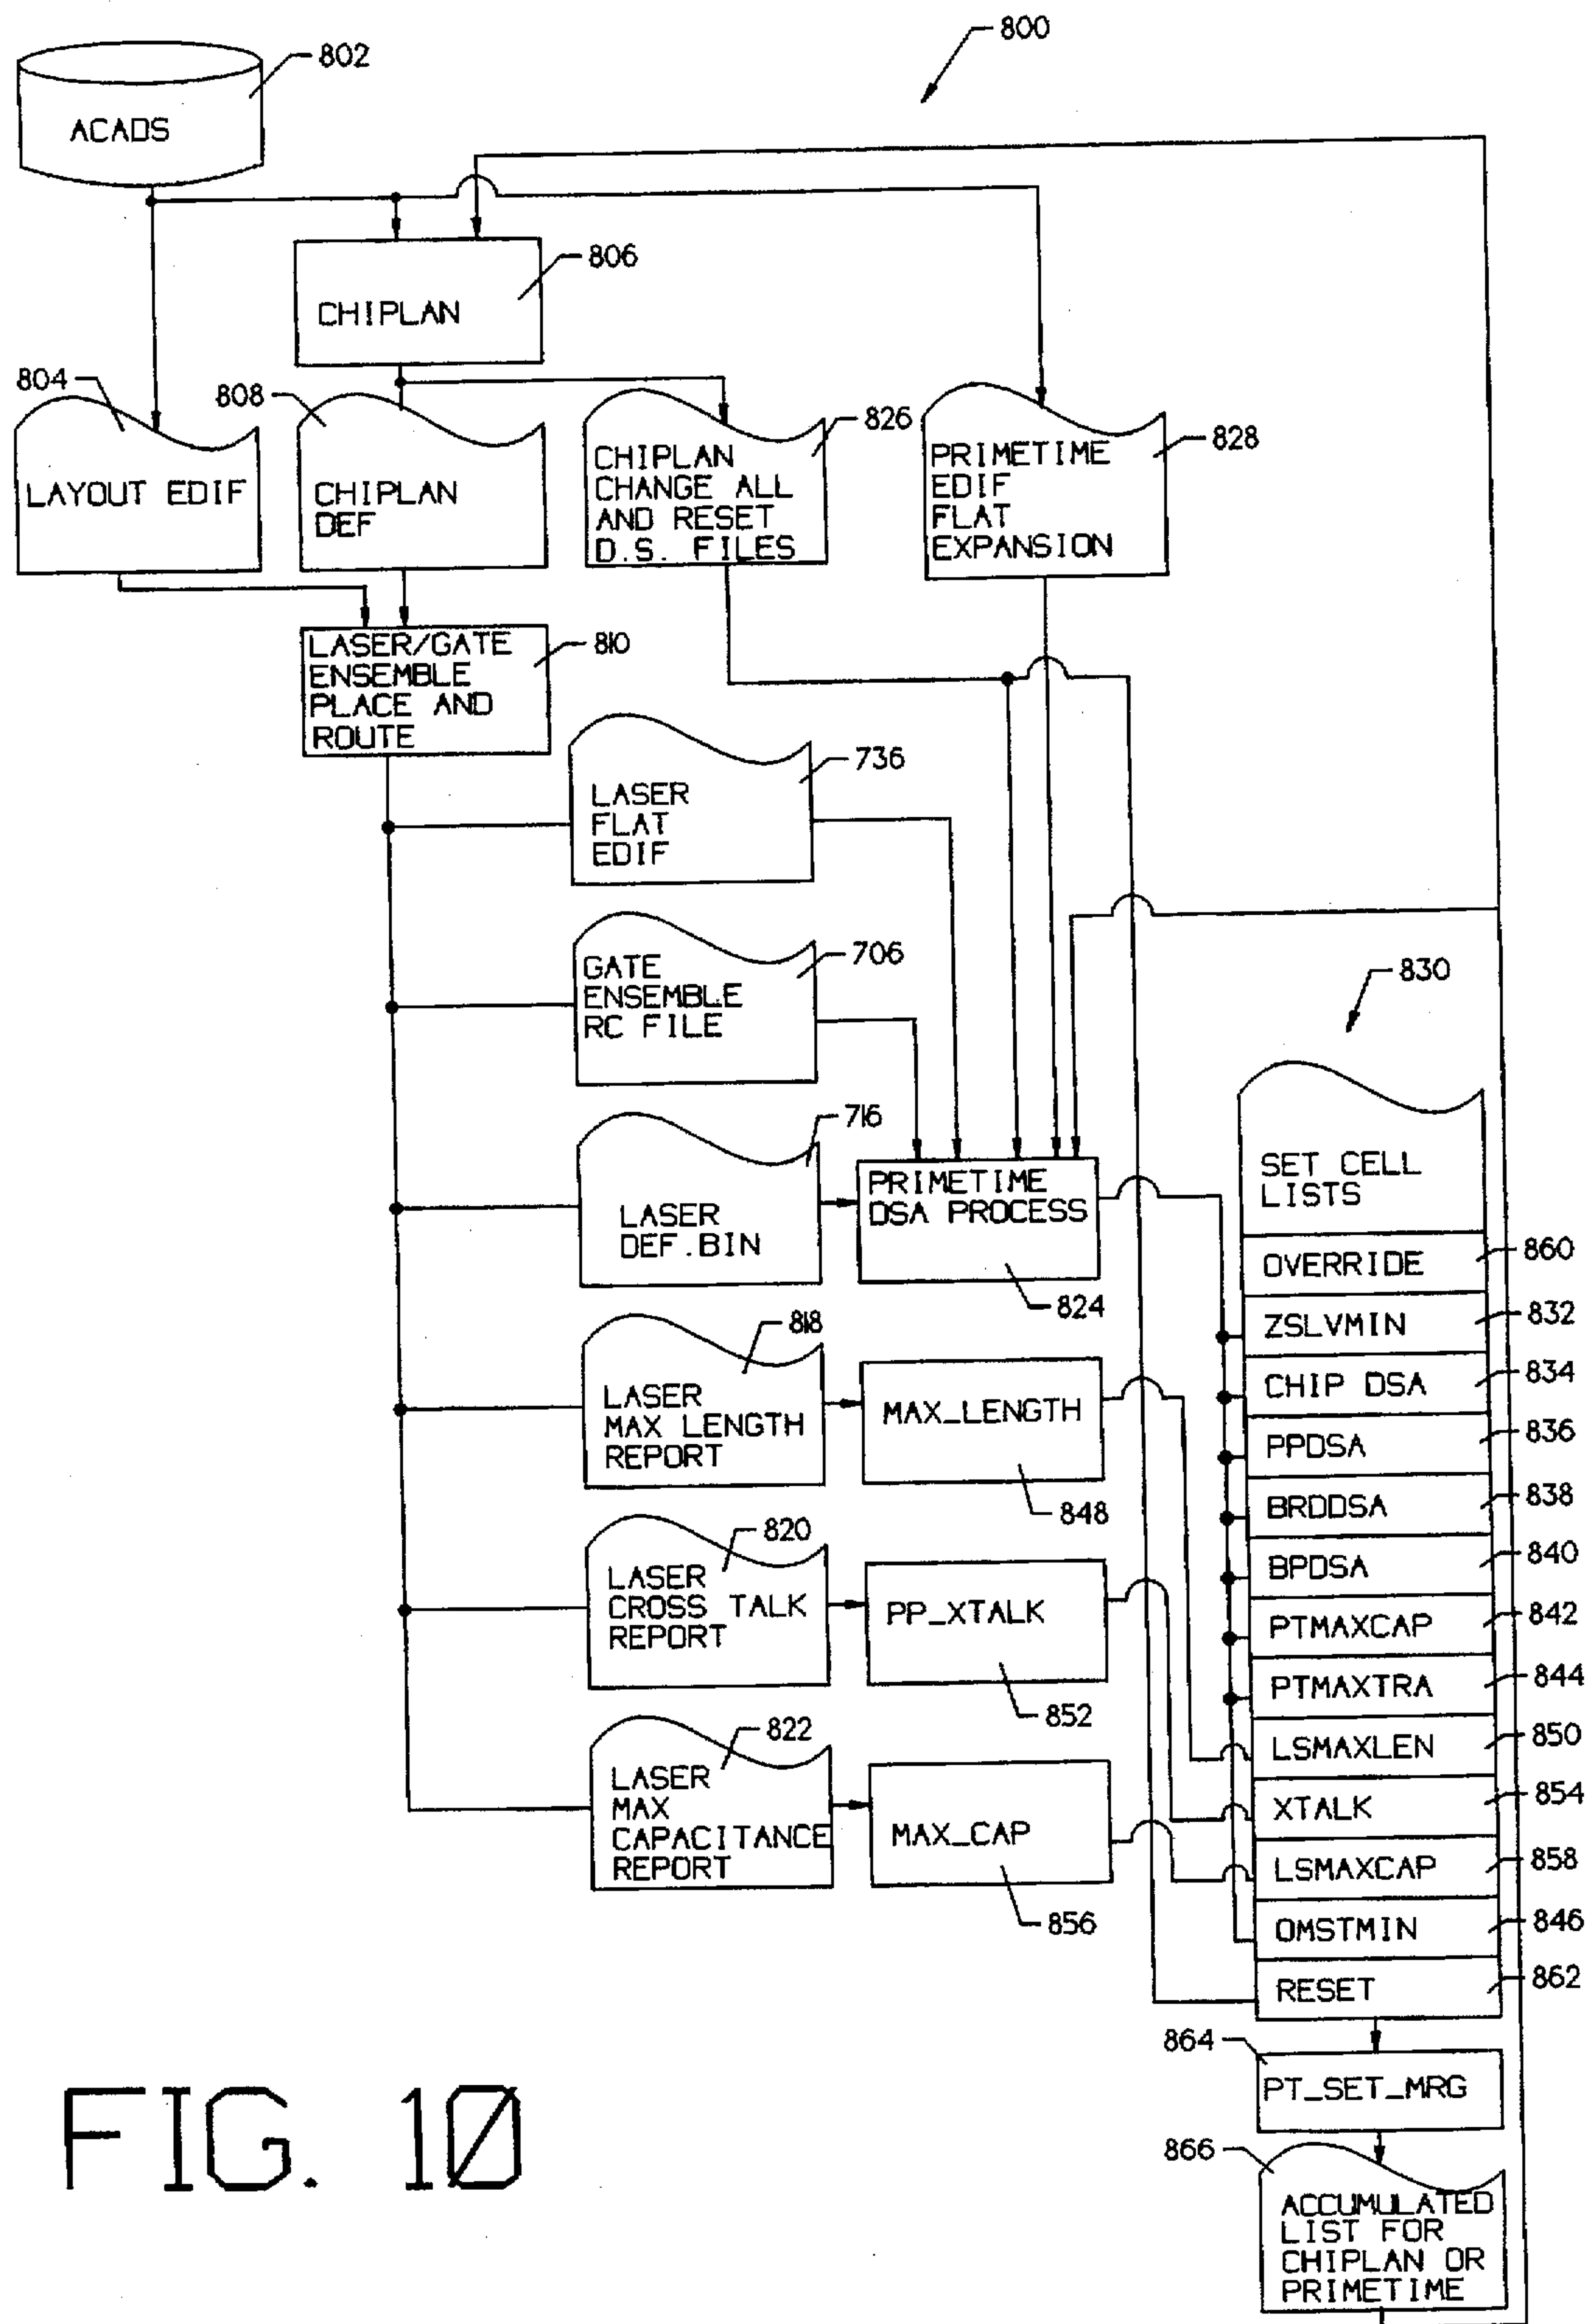 800
802
ACADS
806
CHIPLAN
804
LAYOUT EDIF
808
CHIPLAN
DEF
826
CHIPLAN
CHANGE ALL
AND RESET
D.S. FILES
828
PRIMETIME
EDIF
FLAT
EXPANSION
810
LASER/GATE
ENSEMBLE
PLACE AND
ROUTE
736
LASER
FLAT
EDIF
706
GATE
ENSEMBLE
RC FILE
716
LASER
DEF.BIN
PRIMETIME
DSA PROCESS
824
818
LASER
MAX LENGTH
REPORT
MAX_LENGTH
848
820
LASER
CROSS TALK
REPORT
PP_XTALK
852
822
LASER
MAX
CAPACITANCE
REPORT
MAX_CAP
856
830
SET CELL
LISTS
OVERRIDE
860
ZSLVMIN
832
CHIP DSA
834
PPDSA
836
BRDDSA
838
BPDSA
840
PTMAXCAP
842
PTMAXTRA
844
LSMAXLEN
850
XTALK
854
LSMAXCAP
858
OMSTMIN
846
RESET
862
864
PT_SET_MRG
866
ACCUMULATED
LIST FOR
CHIPLAN OR
PRIMETIME
FIG. 10